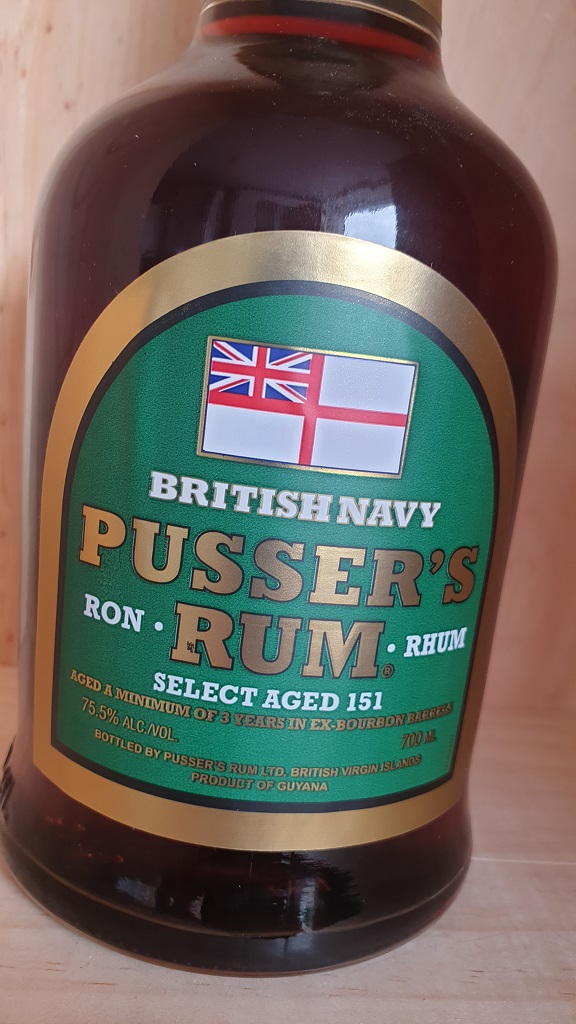 BRITISH NAVY
PUSSER'S
RON · RUM® · RHUM
SELECT AGED 151
AGED A MINIMUM OF 3 YEARS IN EX-BOURBON BARRELS
75.5% ALC./VOL. 700 ML
BOTTLED BY PUSSER'S RUM LTD. BRITISH VIRGIN ISLANDS
PRODUCT OF GUYANA